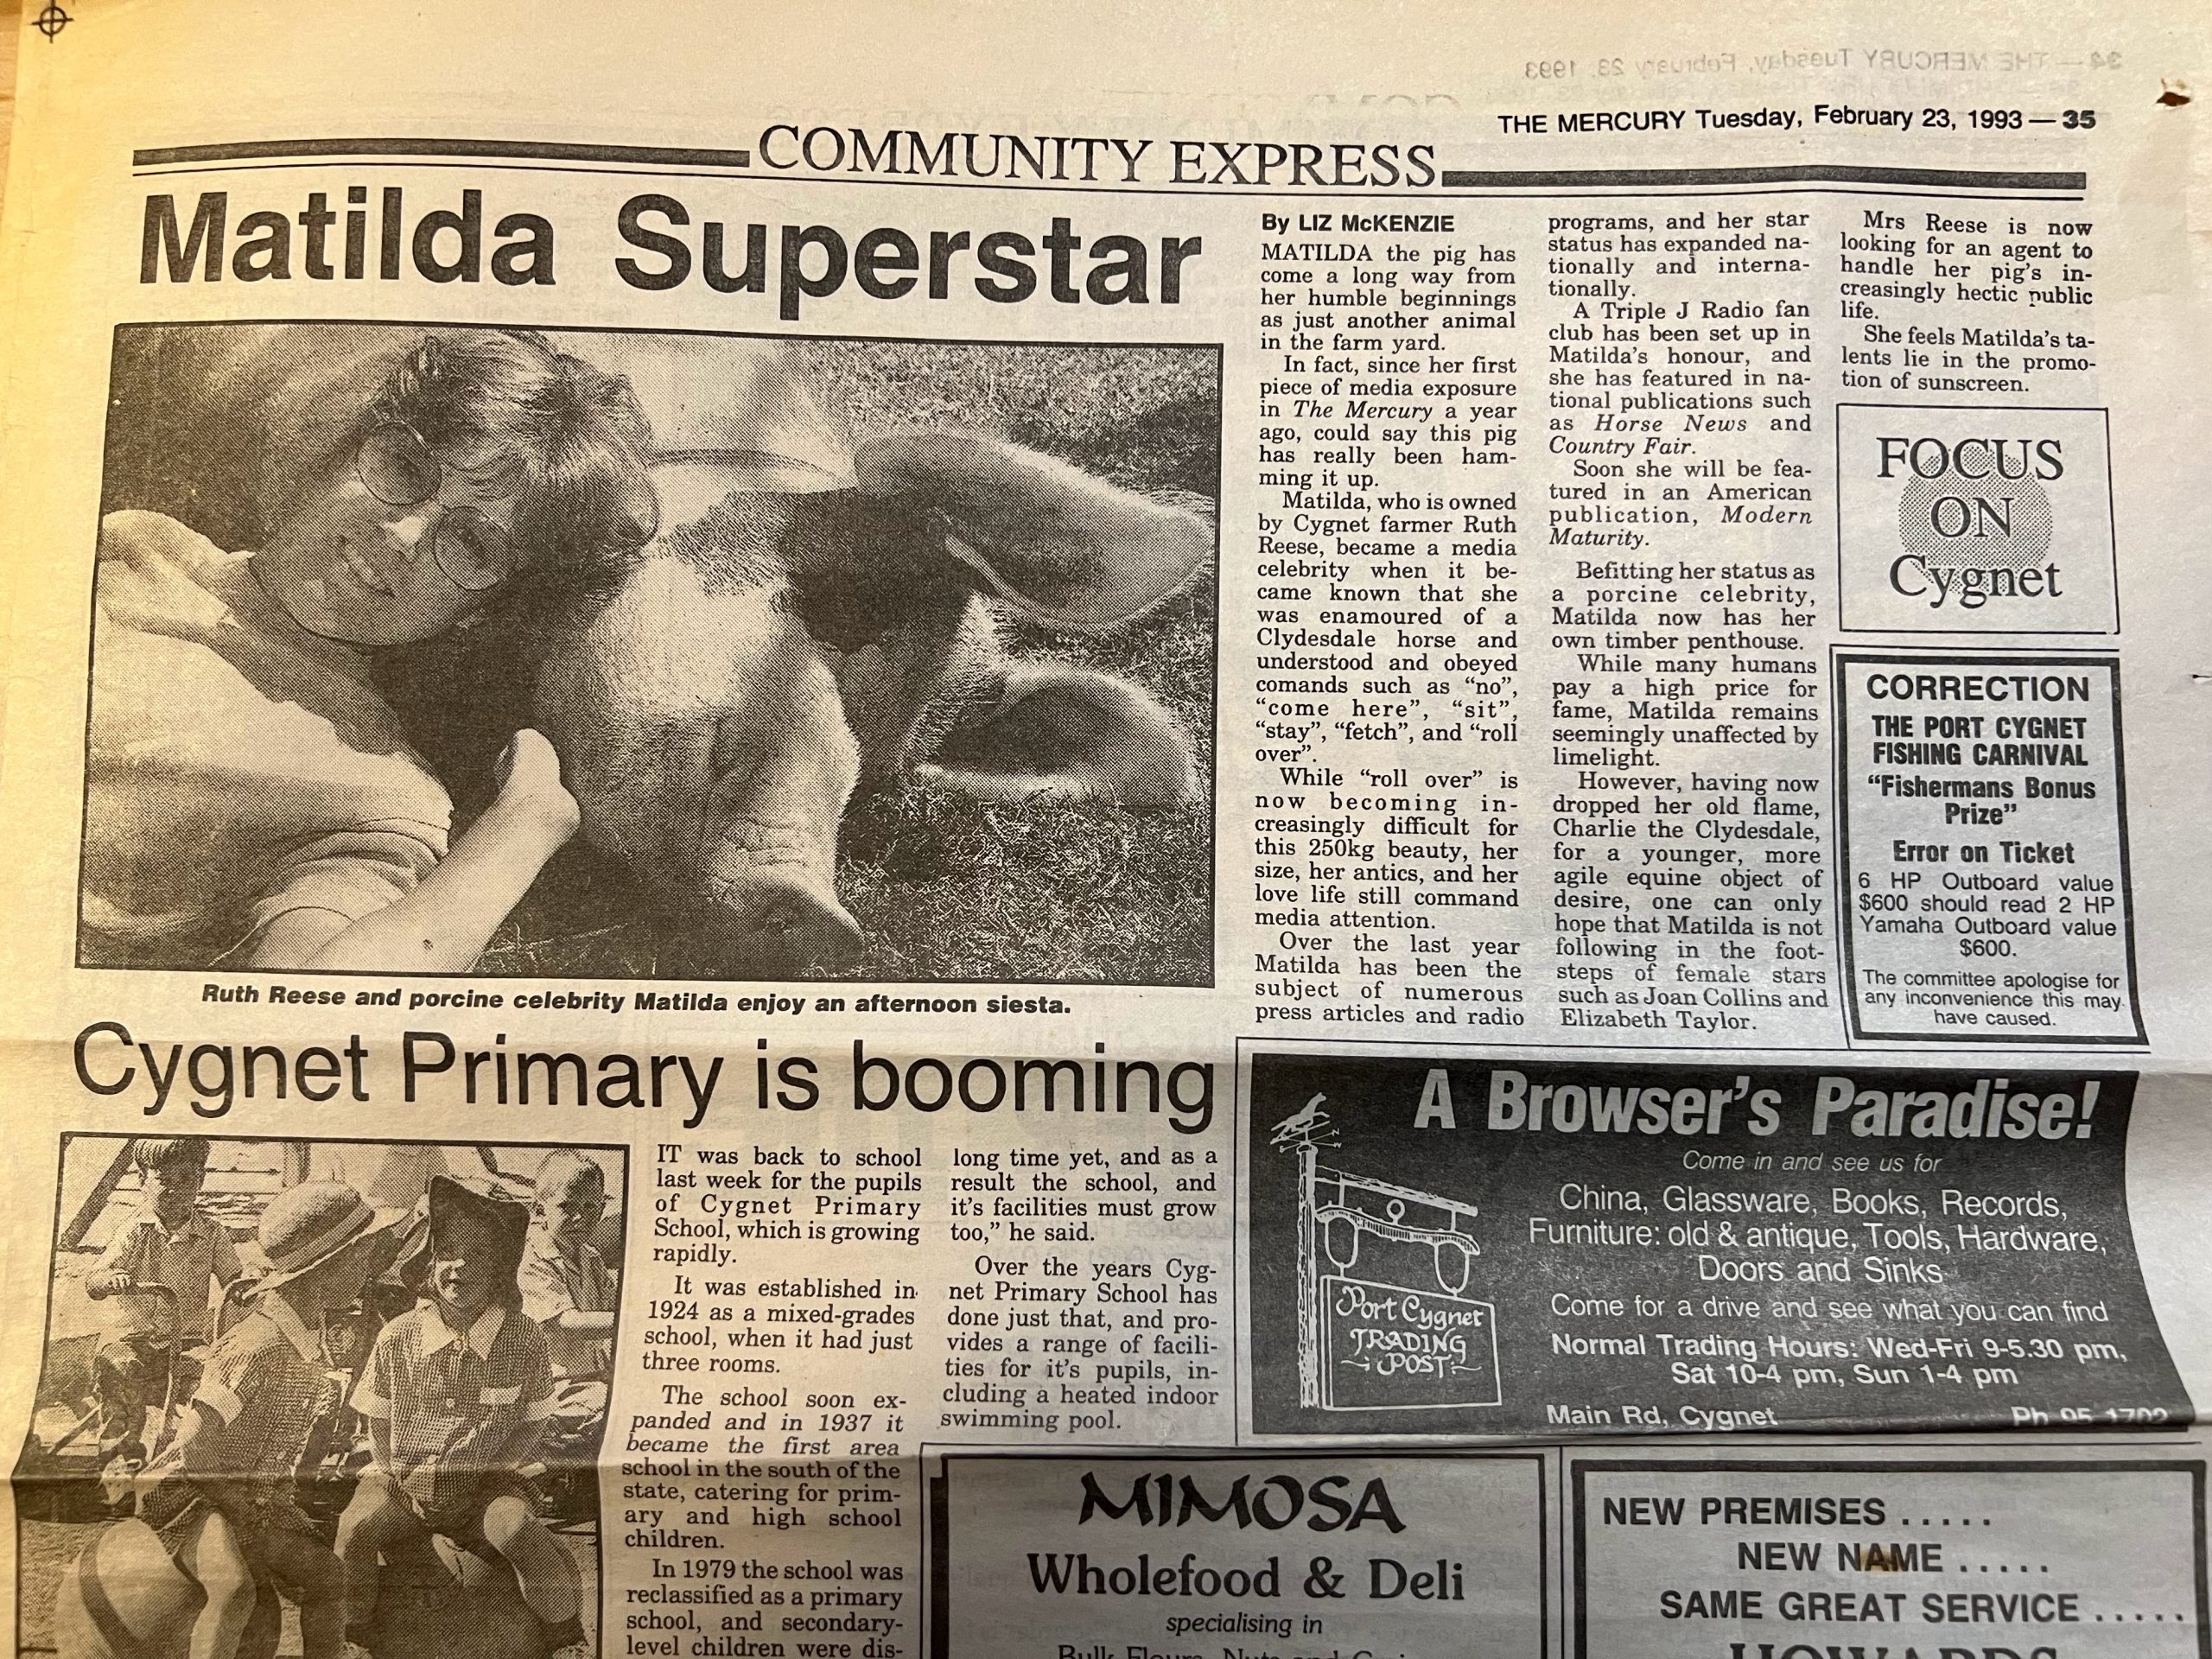 THE MERCURY Tuesday, February 23, 1993 — 35
COMMUNITY EXPRESS
Matilda Superstar
Ruth Reese and porcine celebrity Matilda enjoy an afternoon siesta.
By LIZ McKENZIE
MATILDA the pig has
come a long way from
her humble beginnings
as just another animal
in the farm yard.
In fact, since her first
piece of media exposure
in The Mercury a year
ago, could say this pig
has really been ham-
ming it up.
Matilda, who is owned
by Cygnet farmer Ruth
Reese, became a media
celebrity when it be-
came known that she
was enamoured of a
Clydesdale horse and
understood and obeyed
comands such as “no”,
“come here”, “sit”,
“stay”, “fetch”, and “roll
over”.
While “roll over” is
now becoming in-
creasingly difficult for
this 250kg beauty, her
size, her antics, and her
love life still command
media attention.
Over the last year
Matilda has been the
subject of numerous
press articles and radio
programs, and her star
status has expanded na-
tionally and interna-
tionally.
A Triple J Radio fan
club has been set up in
Matilda’s honour, and
she has featured in na-
tional publications such
as Horse News and
Country Fair.
Soon she will be fea-
tured in an American
publication, Modern
Maturity.
Befitting her status as
a porcine celebrity,
Matilda now has her
own timber penthouse.
While many humans
pay a high price for
fame, Matilda remains
seemingly unaffected by
limelight.
However, having now
dropped her old flame,
Charlie the Clydesdale,
for a younger, more
agile equine object of
desire, one can only
hope that Matilda is not
following in the foot-
steps of female stars
such as Joan Collins and
Elizabeth Taylor.
Mrs Reese is now
looking for an agent to
handle her pig’s in-
creasingly hectic public
life.
She feels Matilda’s ta-
lents lie in the promo-
tion of sunscreen.
FOCUS
ON
Cygnet
CORRECTION
THE PORT CYGNET
FISHING CARNIVAL
“Fishermans Bonus
Prize”
Error on Ticket
6 HP Outboard value
$600 should read 2 HP
Yamaha Outboard value
$600.
The committee apologise for
any inconvenience this may
have caused.
Cygnet Primary is booming
IT was back to school
last week for the pupils
of Cygnet Primary
School, which is growing
rapidly.
It was established in
1924 as a mixed-grades
school, when it had just
three rooms.
The school soon ex-
panded and in 1937 it
became the first area
school in the south of the
state, catering for prim-
ary and high school
children.
In 1979 the school was
reclassified as a primary
school, and secondary-
level children were dis-
long time yet, and as a
result the school, and
it’s facilities must grow
too,” he said.
Over the years Cyg-
net Primary School has
done just that, and pro-
vides a range of facili-
ties for it’s pupils, in-
cluding a heated indoor
swimming pool.
A Browser’s Paradise!
Come in and see us for
China, Glassware, Books, Records,
Furniture: old & antique, Tools, Hardware,
Doors and Sinks
Come for a drive and see what you can find
Normal Trading Hours: Wed-Fri 9-5.30 pm,
Sat 10-4 pm, Sun 1-4 pm
Main Rd, Cygnet
Ph 95 1702
Port Cygnet
TRADING
POST
MIMOSA
Wholefood & Deli
specialising in
NEW PREMISES .....
NEW NAME .....
SAME GREAT SERVICE .....
HOWARDS